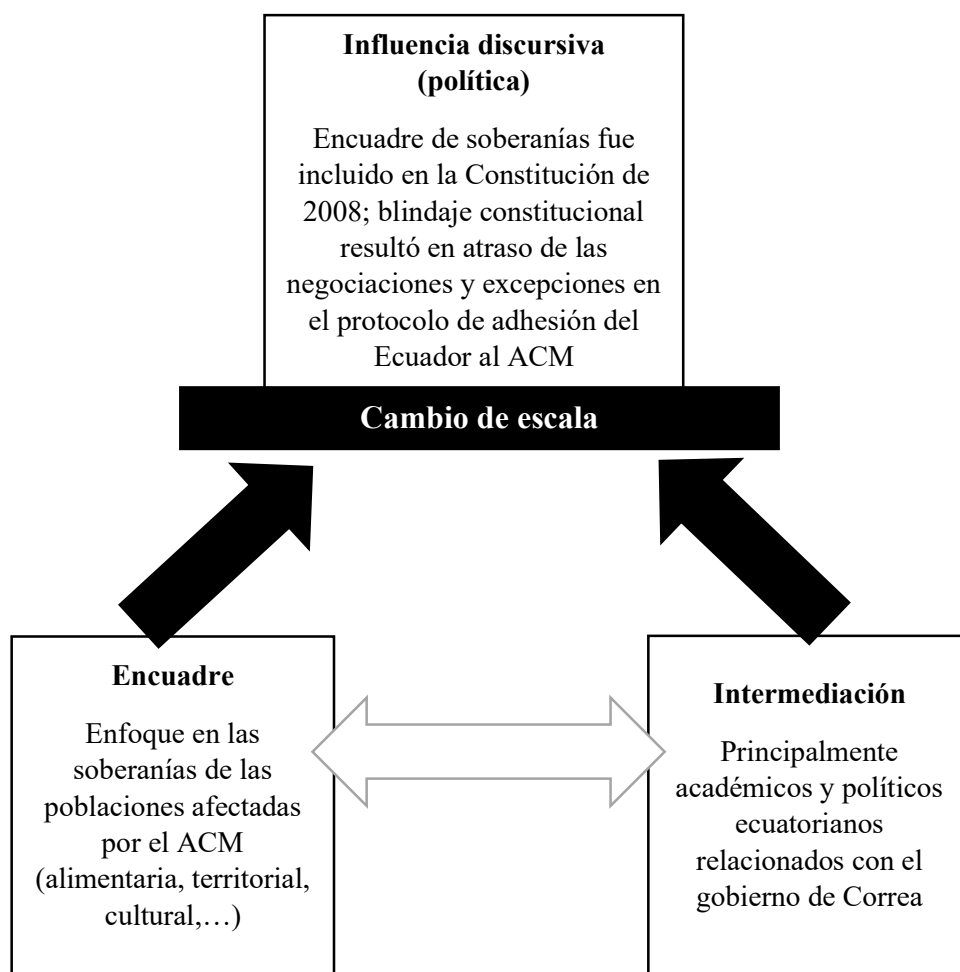 Influencia discursiva
(política)
Encuadre de soberanías fue
incluido en la Constitución de
2008; blindaje constitucional
resultó en atraso de las
negociaciones y excepciones en
el protocolo de adhesión del
Ecuador al ACM
Cambio de escala
Encuadre
Enfoque en las
soberanías de las
poblaciones afectadas
por el ACM
(alimentaria, territorial,
cultural,…)
Intermediación
Principalmente
académicos y políticos
ecuatorianos
relacionados con el
gobierno de Correa